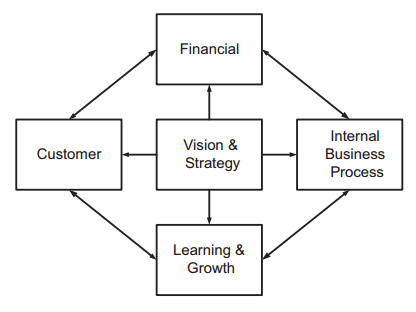 Financial
Customer
Vision &
Strategy
Internal
Business
Process
Learning &
Growth